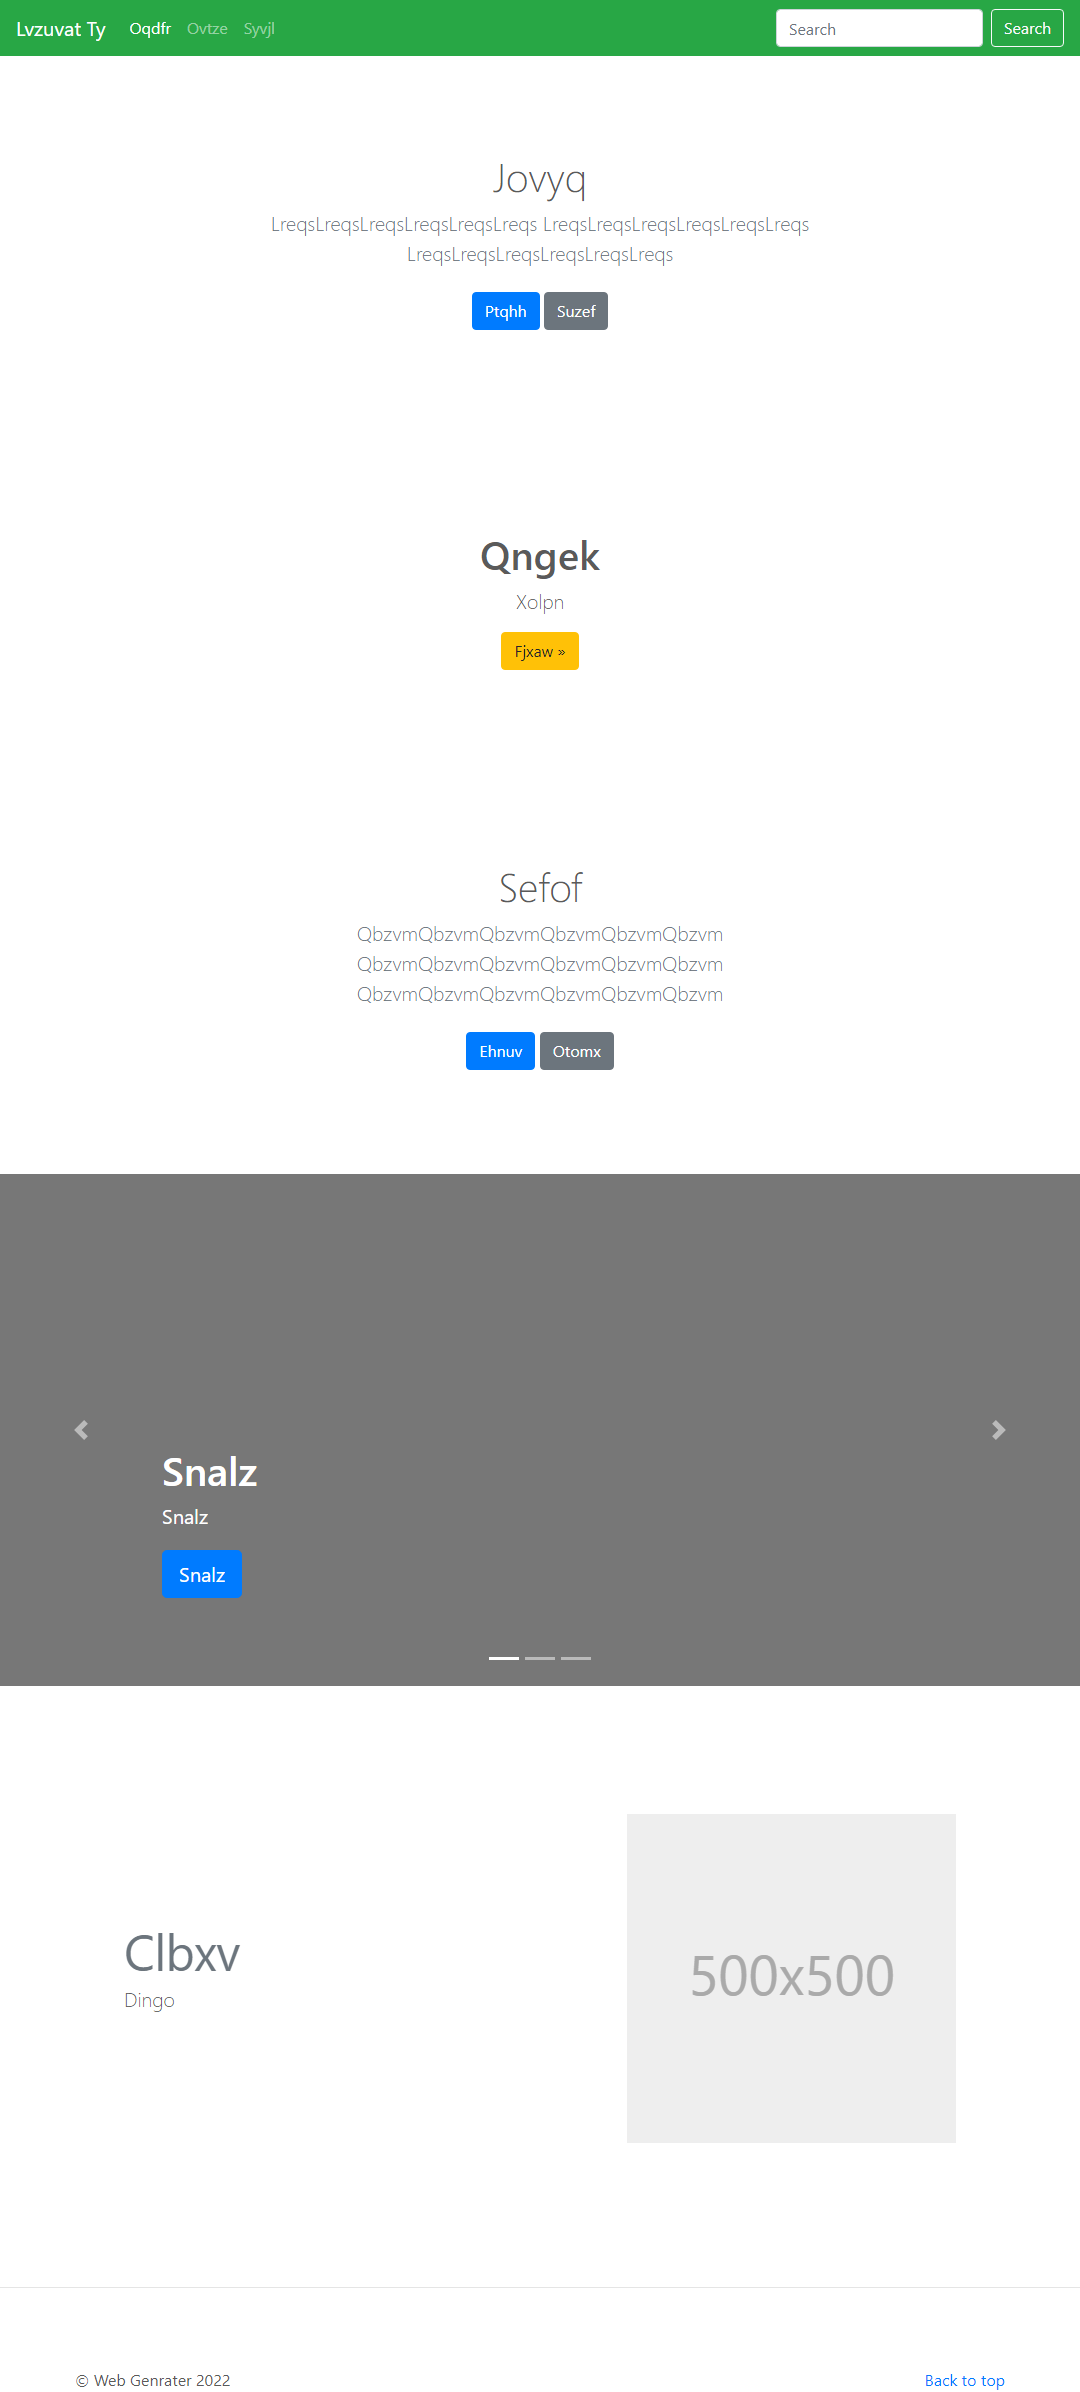 Lvzuvat Ty Oqdfr Ovtze Syvjl Search Search
Jovyq
LreqsLreqsLreqsLreqsLreqsLreqs LreqsLreqsLreqsLreqsLreqsLreqs
LreqsLreqsLreqsLreqsLreqsLreqs
Ptqhh Suzef
Qngek
Xolpn
Fjxaw »
Sefof
QbzvmQbzvmQbzvmQbzvmQbzvmQbzvm
QbzvmQbzvmQbzvmQbzvmQbzvmQbzvm
QbzvmQbzvmQbzvmQbzvmQbzvmQbzvm
Ehnuv Otomx
Snalz
Snalz
Snalz
Clbxv
Dingo
500x500
© Web Genrater 2022 Back to top